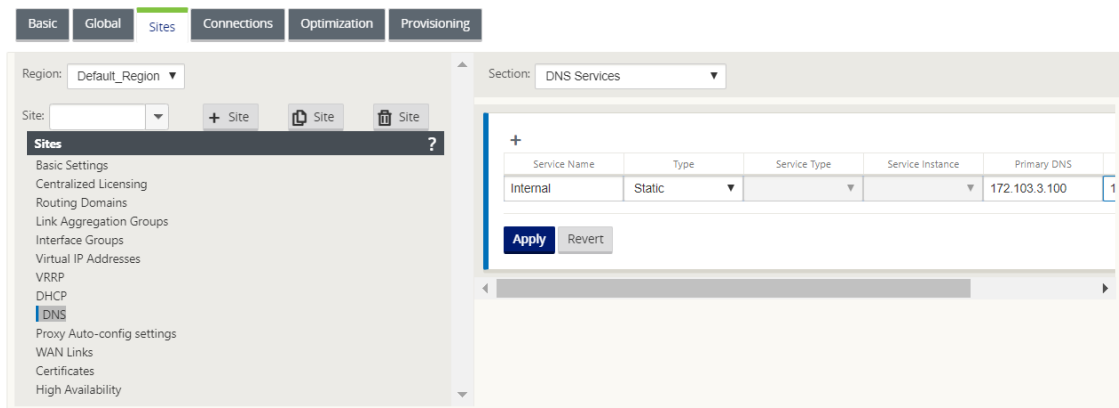 Basic Global Sites Connections Optimization Provisioning
Region: Default_Region
Site:
+ Site Site Site
Sites ?
Basic Settings
Centralized Licensing
Routing Domains
Link Aggregation Groups
Interface Groups
Virtual IP Addresses
VRRP
DHCP
DNS
Proxy Auto-config settings
WAN Links
Certificates
High Availability
Section: DNS Services
+
Service Name Type Service Type Service Instance Primary DNS
Internal Static 172.103.3.100 1
Apply Revert